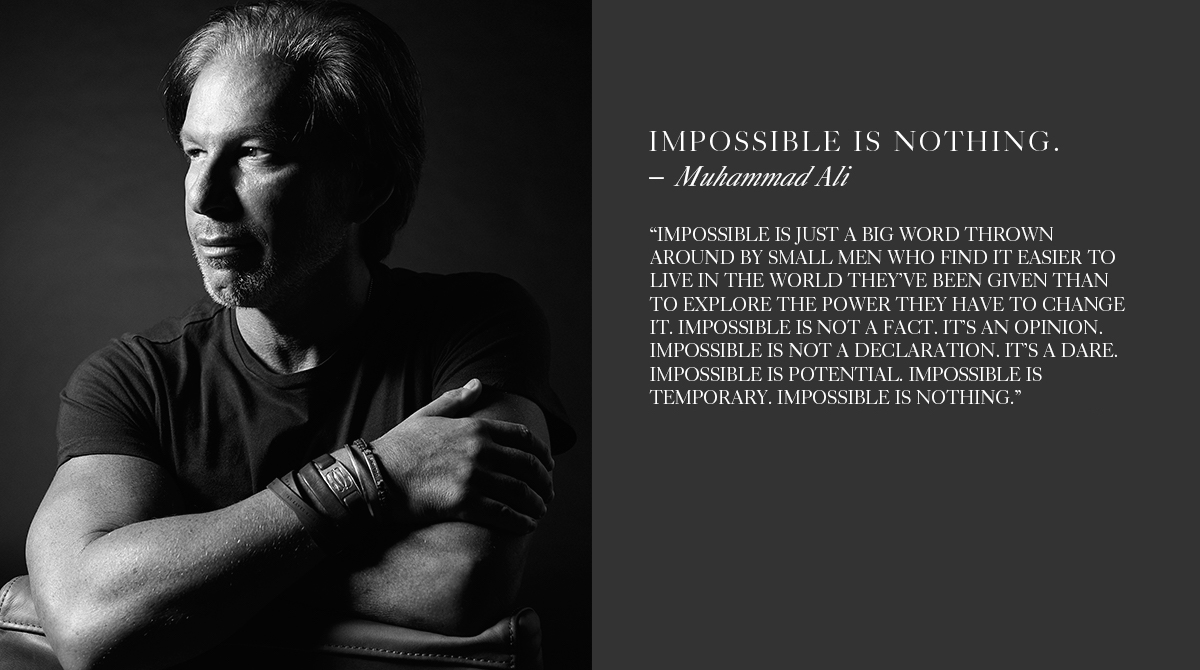 IMPOSSIBLE IS NOTHING.
– Muhammad Ali
“IMPOSSIBLE IS JUST A BIG WORD THROWN
AROUND BY SMALL MEN WHO FIND IT EASIER TO
LIVE IN THE WORLD THEY’VE BEEN GIVEN THAN
TO EXPLORE THE POWER THEY HAVE TO CHANGE
IT. IMPOSSIBLE IS NOT A FACT. IT’S AN OPINION.
IMPOSSIBLE IS NOT A DECLARATION. IT’S A DARE.
IMPOSSIBLE IS POTENTIAL. IMPOSSIBLE IS
TEMPORARY. IMPOSSIBLE IS NOTHING.”